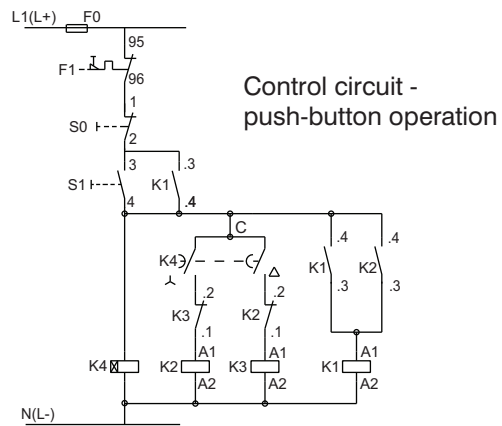 L1(L+) F0
95
F1
96
Control circuit -
push-button operation
1
S0
2
3 .3
S1 K1
4 .4
C
K4
.4 .4
K1 K2
.3 .3
.2 .2
K3 K2
.1 .1
A1 A1 A1
K4 K2 K3 K1
A2 A2 A2
N(L-)